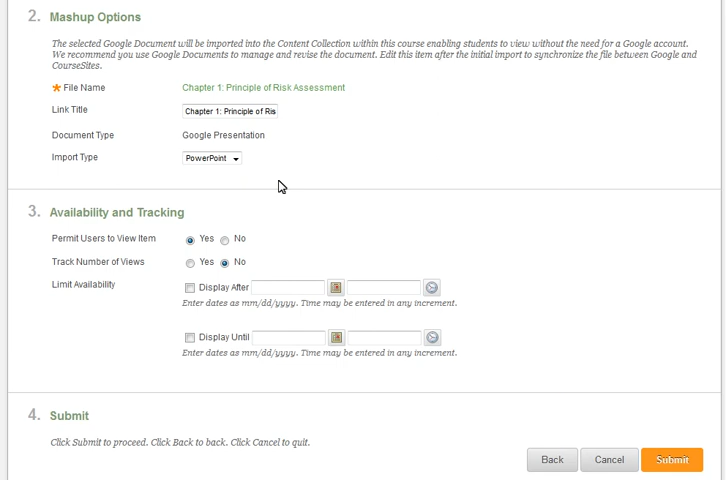 2. Mashup Options
The selected Google Document will be imported into the Content Collection within this course enabling students to view without the need for a Google account.
We recommend you use Google Documents to manage and revise the document. Edit this item after the initial import to synchronize the file between Google and
CourseSites.
★ File Name Chapter 1: Principle of Risk Assessment
Link Title Chapter 1: Principle of Ris
Document Type Google Presentation
Import Type PowerPoint
3. Availability and Tracking
Permit Users to View Item Yes No
Track Number of Views Yes No
Limit Availability Display After
Enter dates as mm/dd/yyyy. Time may be entered in any increment.
Display Until
Enter dates as mm/dd/yyyy. Time may be entered in any increment.
4. Submit
Click Submit to proceed. Click Back to back. Click Cancel to quit.
Back Cancel Submit